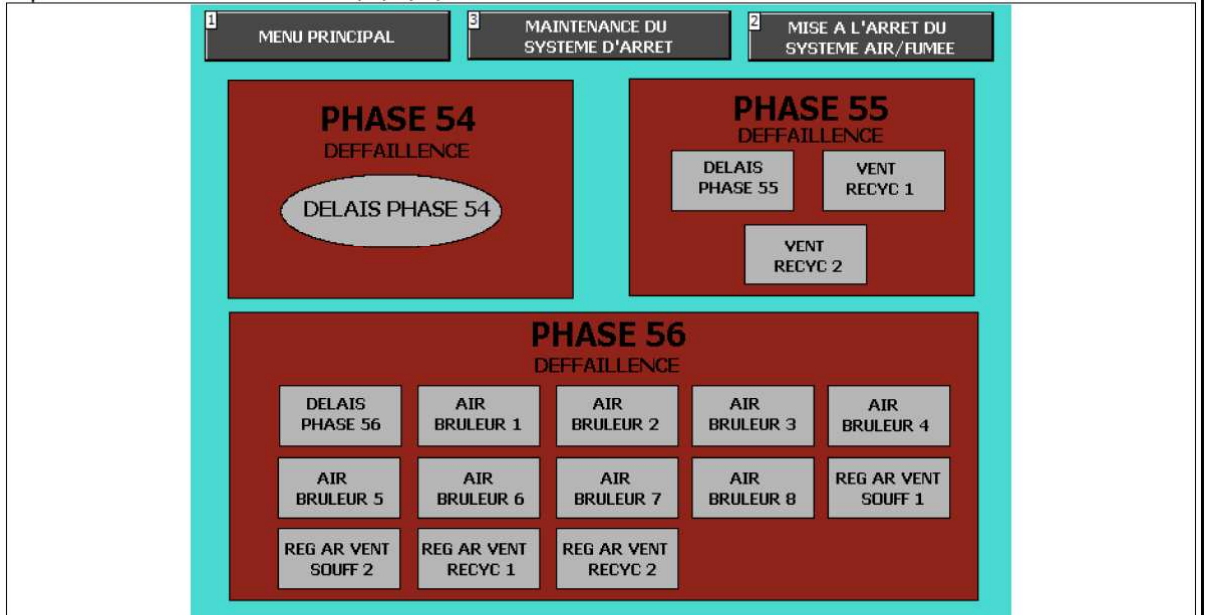 1
MENU PRINCIPAL
3
MAINTENANCE DU
SYSTEME D'ARRET
2
MISE A L'ARRET DU
SYSTEME AIR/FUMEE
PHASE 54
DEFFAILLENCE
DELAIS PHASE 54
PHASE 55
DEFFAILLENCE
DELAIS
PHASE 55
VENT
RECYC 1
VENT
RECYC 2
PHASE 56
DEFFAILLENCE
DELAIS
PHASE 56
AIR
BRULEUR 1
AIR
BRULEUR 2
AIR
BRULEUR 3
AIR
BRULEUR 4
AIR
BRULEUR 5
AIR
BRULEUR 6
AIR
BRULEUR 7
AIR
BRULEUR 8
REG AR VENT
SOUFF 1
REG AR VENT
SOUFF 2
REG AR VENT
RECYC 1
REG AR VENT
RECYC 2